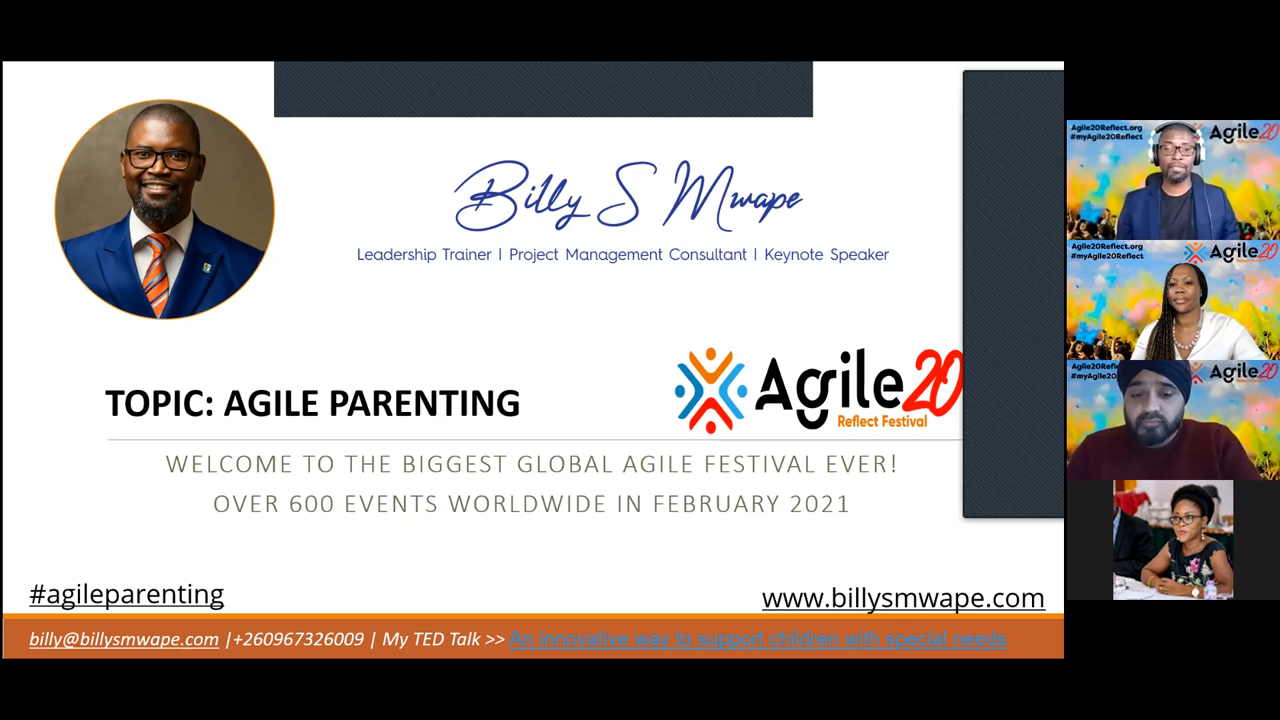 Billy S Mwape
Leadership Trainer | Project Management Consultant | Keynote Speaker
TOPIC: AGILE PARENTING
Agile20
Reflect Festival
WELCOME TO THE BIGGEST GLOBAL AGILE FESTIVAL EVER!
OVER 600 EVENTS WORLDWIDE IN FEBRUARY 2021
#agileparenting
www.billysmwape.com
billy@billysmwape.com |+260967326009 | My TED Talk >> An innovative way to support children with special needs
Agile20Reflect.org
#myAgile20Reflect
Agile20
Agile20Reflect.org
#myAgile20Reflect
Agile20
Agile20Refl
#myAgile20
Agile20